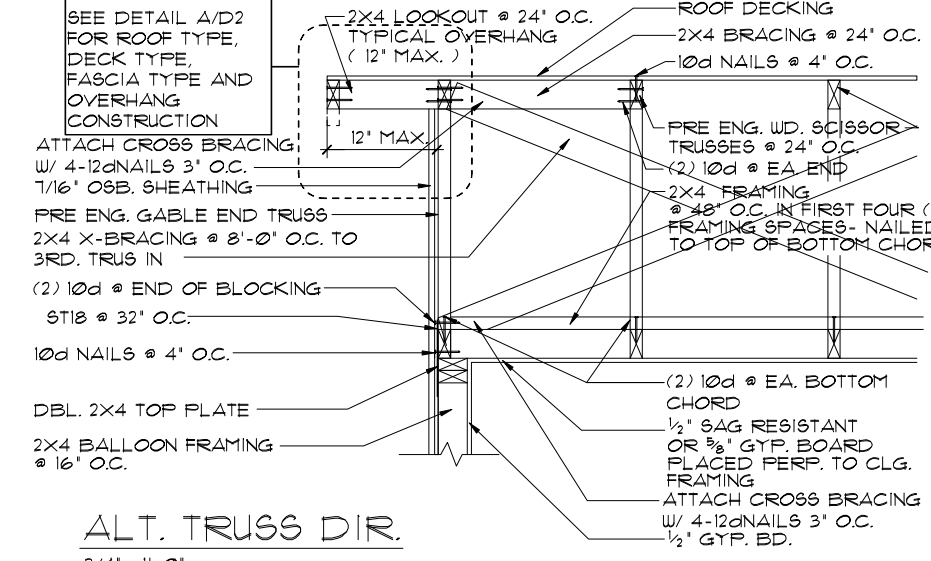 SEE DETAIL A/D2
FOR ROOF TYPE,
DECK TYPE,
FASCIA TYPE AND
OVERHANG
CONSTRUCTION
2X4 LOOKOUT @ 24" O.C.
TYPICAL OVERHANG
( 12" MAX. )
ROOF DECKING
2X4 BRACING @ 24" O.C.
10d NAILS @ 4" O.C.
12" MAX.
ATTACH CROSS BRACING
W/ 4-12dNAILS 3" O.C.
7/16" OSB. SHEATHING
PRE ENG. GABLE END TRUSS
2X4 X-BRACING @ 8'-0" O.C. TO
3RD. TRUS IN
(2) 10d @ END OF BLOCKING
ST18 @ 32" O.C.
10d NAILS @ 4" O.C.
DBL. 2X4 TOP PLATE
2X4 BALLOON FRAMING
@ 16" O.C.
PRE ENG. WD. SCISSOR
TRUSSES @ 24" O.C.
(2) 10d @ EA. END
2X4 FRAMING
@ 48" O.C. IN FIRST FOUR (
FRAMING SPACES- NAILED
TO TOP OF BOTTOM CHOR
(2) 10d @ EA. BOTTOM
CHORD
1/2" SAG RESISTANT
OR 5/8" GYP. BOARD
PLACED PERP. TO CLG.
FRAMING
ATTACH CROSS BRACING
W/ 4-12dNAILS 3" O.C.
1/2" GYP. BD.
ALT. TRUSS DIR.